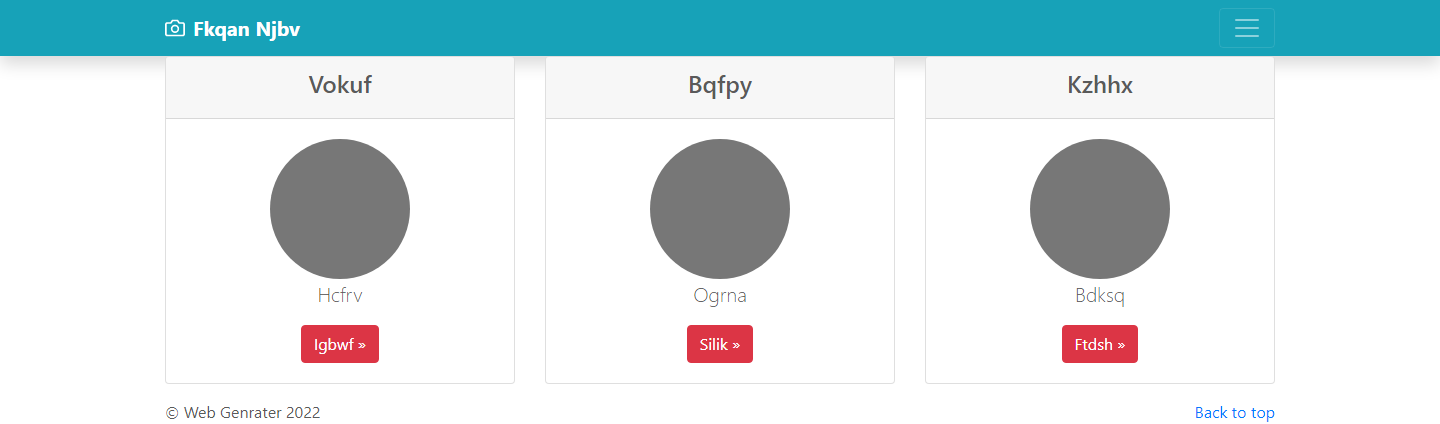 Fkqan Njbv
Vokuf
Bqfpy
Kzhhx
Hcfrv
Ogrna
Bdksq
Igbwf »
Silik »
Ftdsh »
© Web Genrater 2022
Back to top